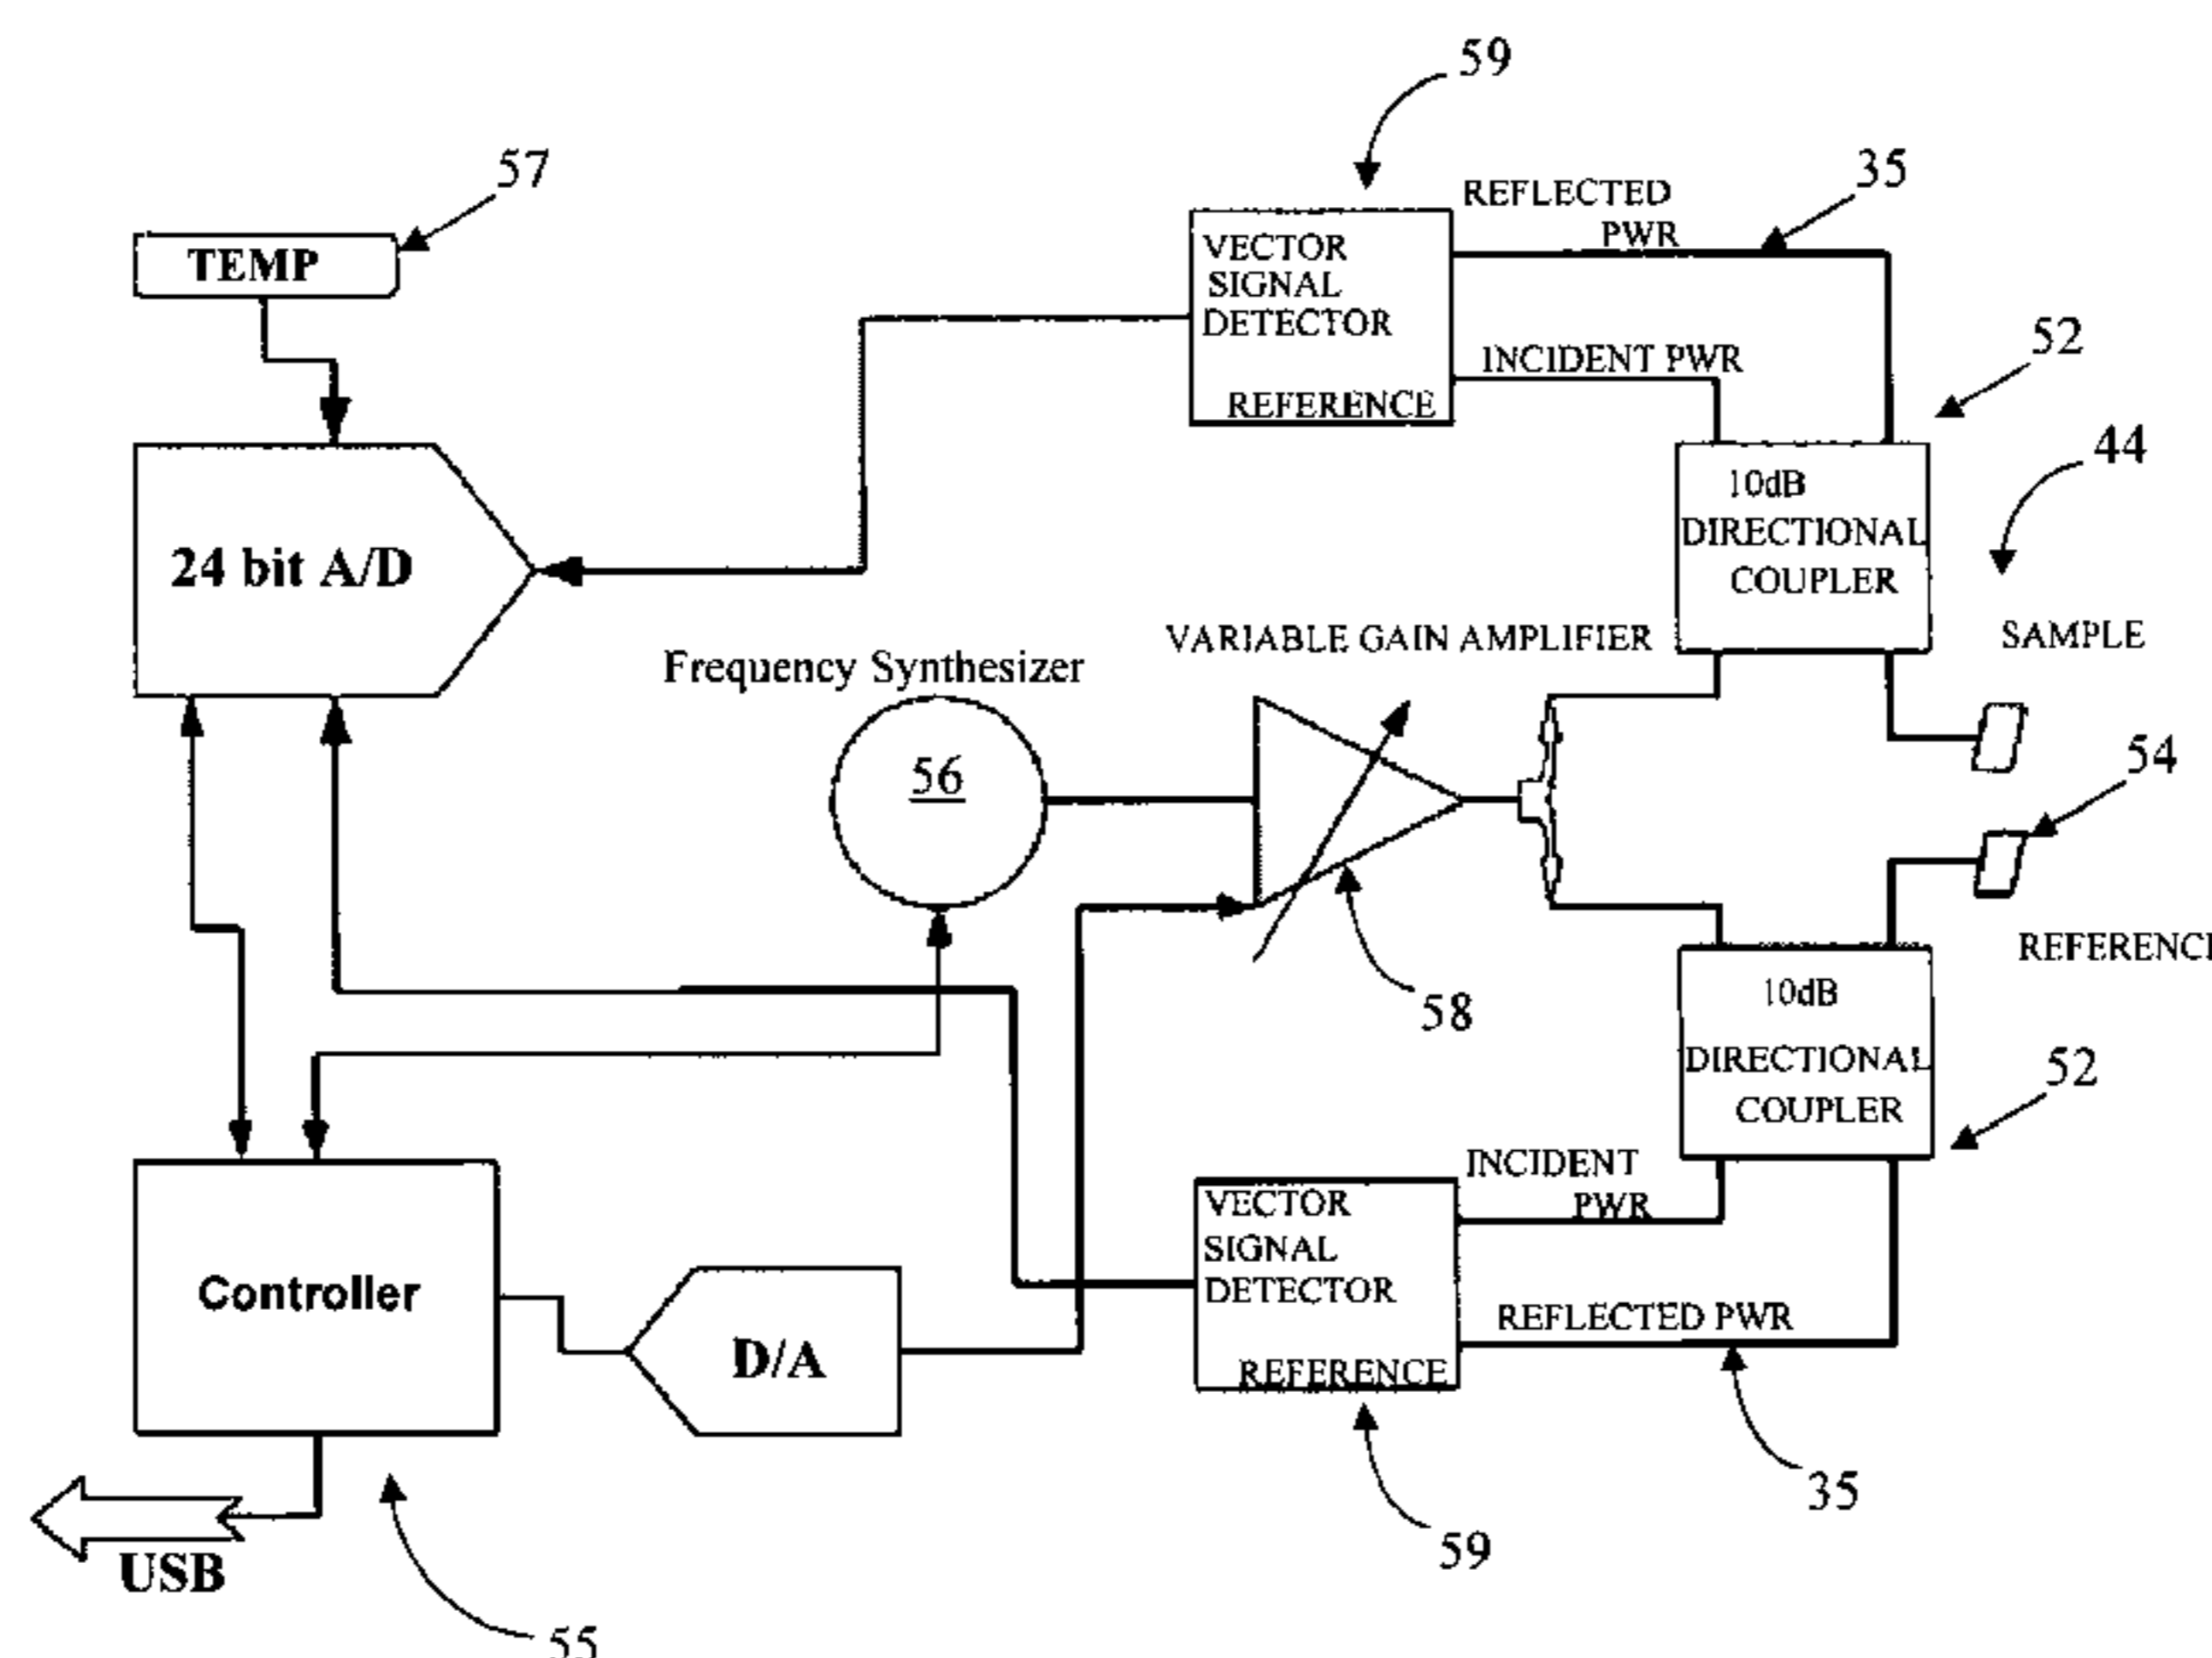 59
57
35
REFLECTED
PWR
TEMP
VECTOR
SIGNAL
DETECTOR
REFERENCE
INCIDENT PWR
52
44
10dB
DIRECTIONAL
COUPLER
24 bit A/D
SAMPLE
VARIABLE GAIN AMPLIFIER
Frequency Synthesizer
56
54
REFERENCE
58
10dB
DIRECTIONAL
COUPLER
52
INCIDENT
PWR
VECTOR
SIGNAL
DETECTOR
REFERENCE
REFLECTED PWR
Controller
D/A
35
59
USB
55